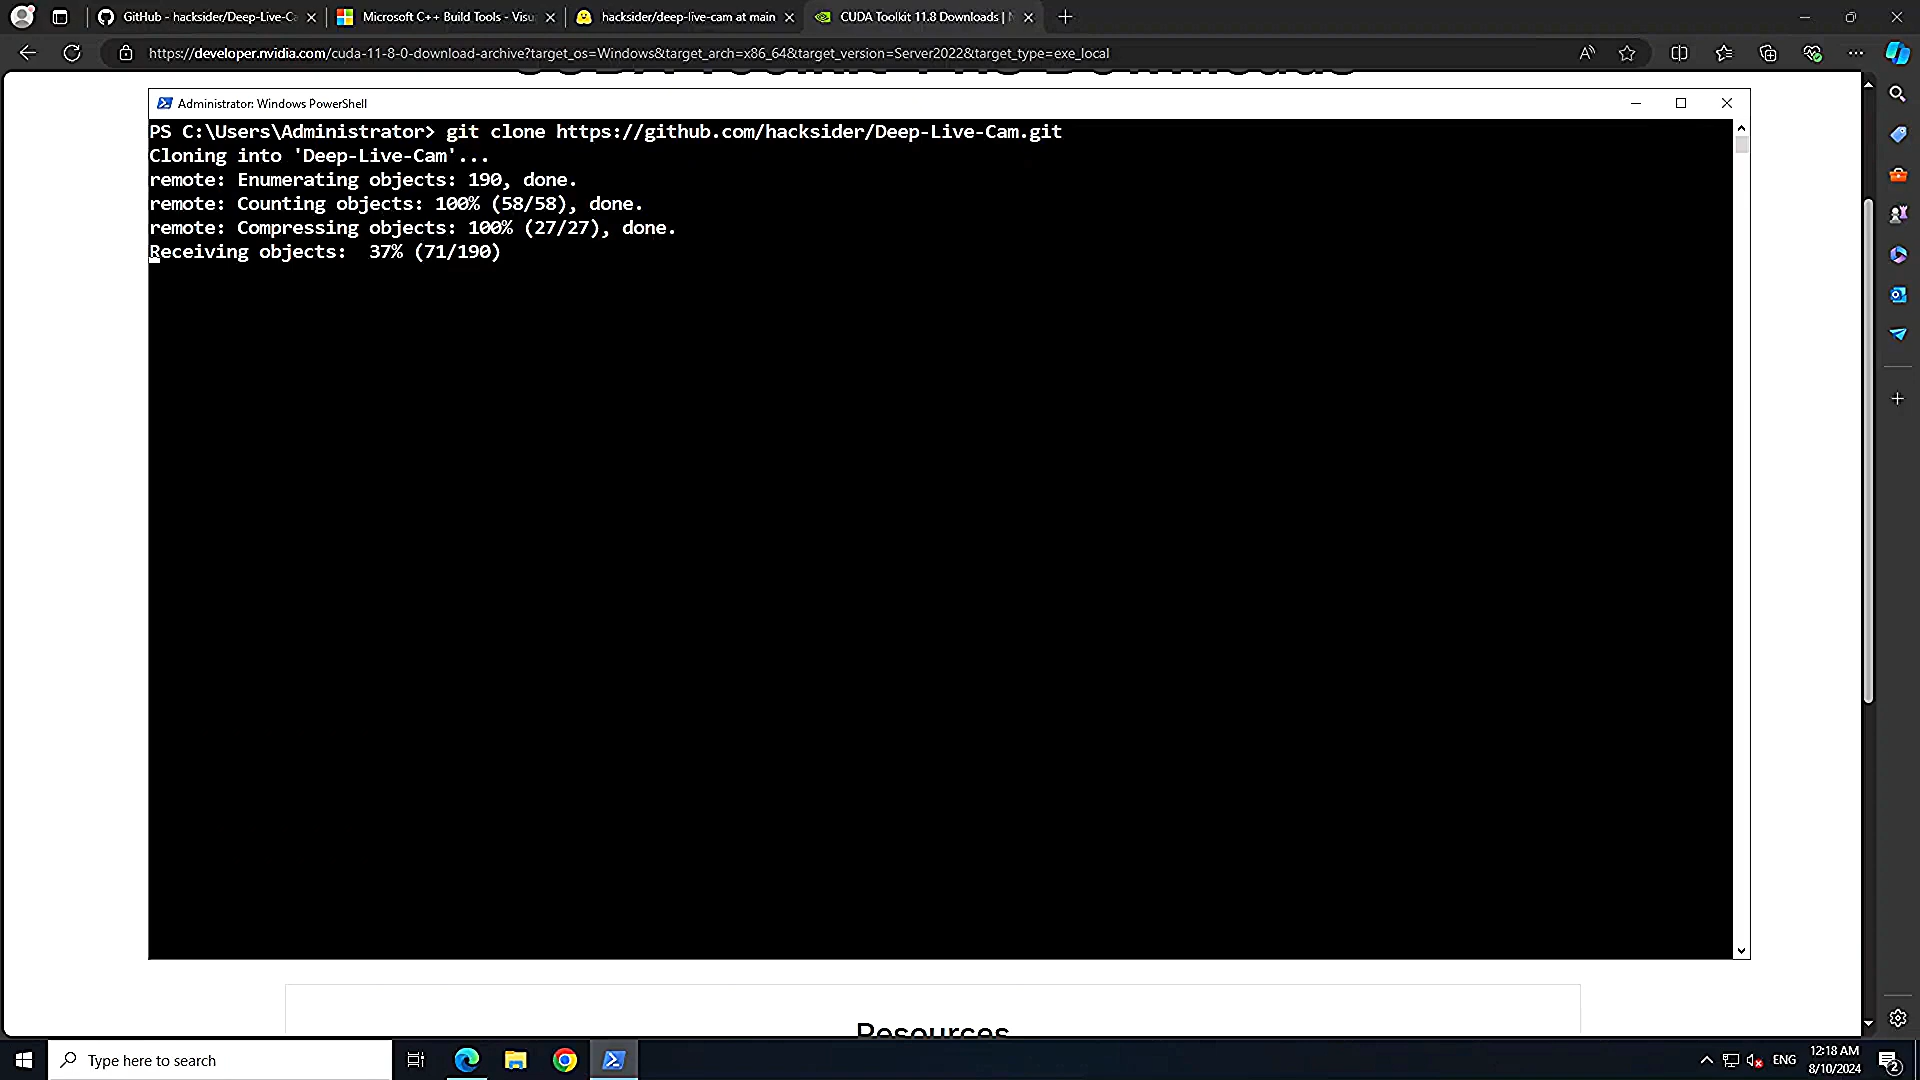 GitHub - hacksider/Deep-Live-Ca
Microsoft C++ Build Tools - Visu
hacksider/deep-live-cam at main
CUDA Toolkit 11.8 Downloads | N
https://developer.nvidia.com/cuda-11-8-0-download-archive?target_os=Windows&target_arch=x86_64&target_version=Server2022&target_type=exe_local
Administrator: Windows PowerShell
PS C:\Users\Administrator> git clone https://github.com/hacksider/Deep-Live-Cam.git
Cloning into 'Deep-Live-Cam'...
remote: Enumerating objects: 190, done.
remote: Counting objects: 100% (58/58), done.
remote: Compressing objects: 100% (27/27), done.
Receiving objects:  37% (71/190)
Resources
Type here to search
ENG
12:18 AM
8/10/2024
2